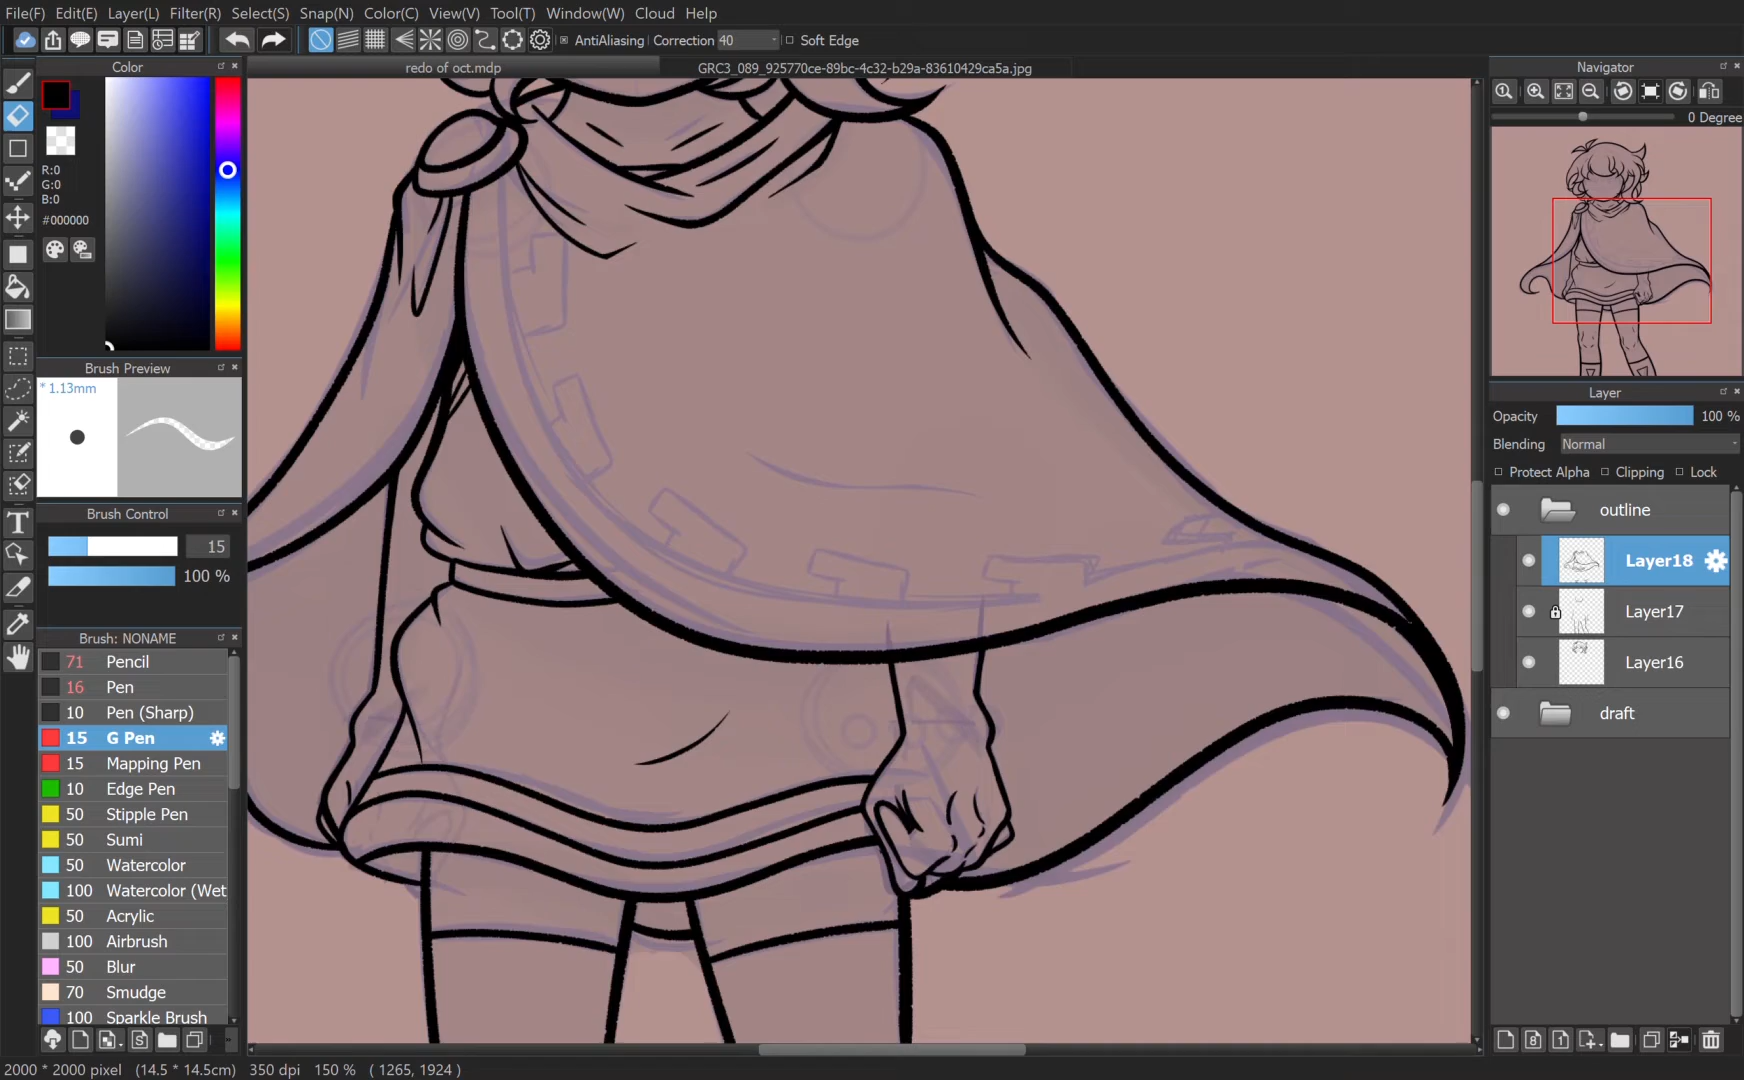 File(F) Edit(E) Layer(L) Filter(R) Select(S) Snap(N) Color(C) View(V) Tool(T) Window(W) Cloud Help
AntiAliasing Correction 40 Soft Edge
Color
redo of oct.mdp
GRC3_089_925770ce-89bc-4c32-b29a-83610429ca5a.jpg
Navigator
0 Degree
R:0
G:0
B:0
#000000
Brush Preview
* 1.13mm
Brush Control
15
100 %
Brush: NONAME
71 Pencil
16 Pen
10 Pen (Sharp)
15 G Pen
15 Mapping Pen
10 Edge Pen
50 Stipple Pen
50 Sumi
50 Watercolor
100 Watercolor (Wet
50 Acrylic
100 Airbrush
50 Blur
70 Smudge
100 Sparkle Brush
Layer
Opacity 100 %
Blending Normal
Protect Alpha Clipping Lock
outline
Layer18
Layer17
Layer16
draft
2000 * 2000 pixel (14.5 * 14.5cm) 350 dpi 150 % ( 1265, 1924 )